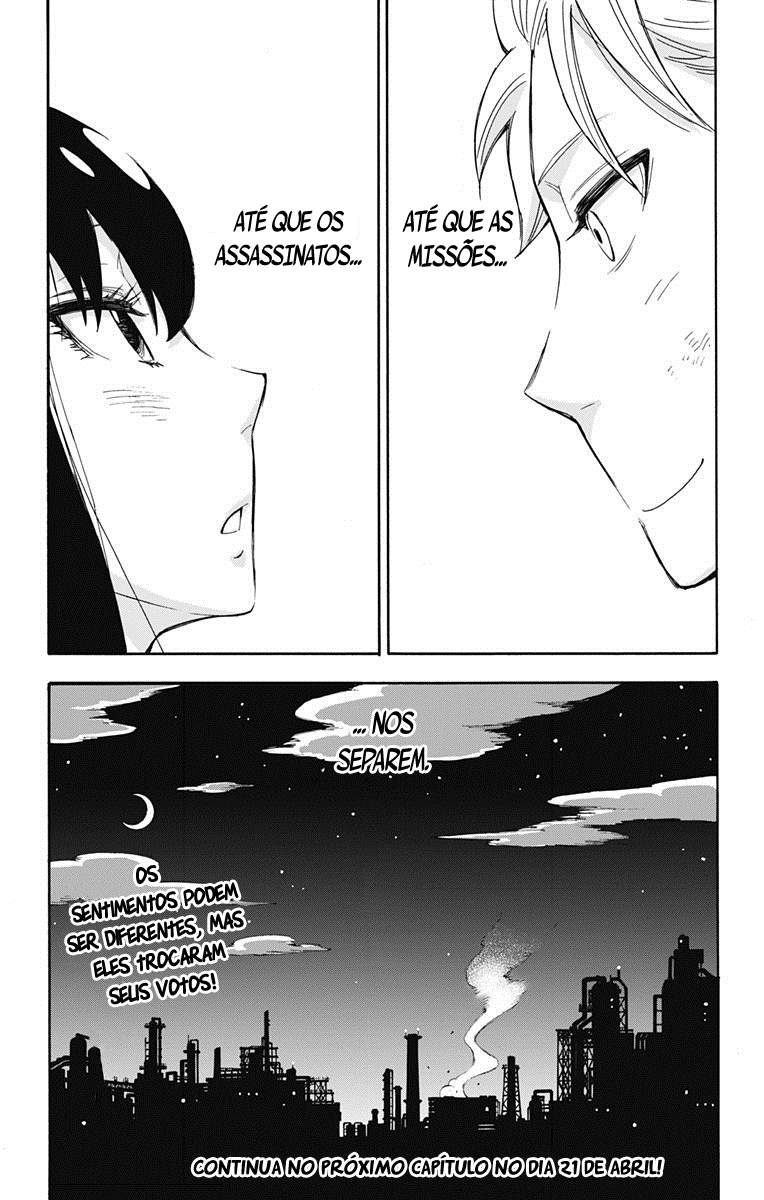 ATÉ QUE AS
MISSÕES...
ATÉ QUE OS
ASSASSINATOS...
... NOS
SEPAREM.
OS
SENTIMENTOS PODEM
SER DIFERENTES, MAS
ELES TROCARAM
SEUS VOTOS!
CONTINUA NO PRÓXIMO CAPÍTULO NO DIA 21 DE ABRIL!